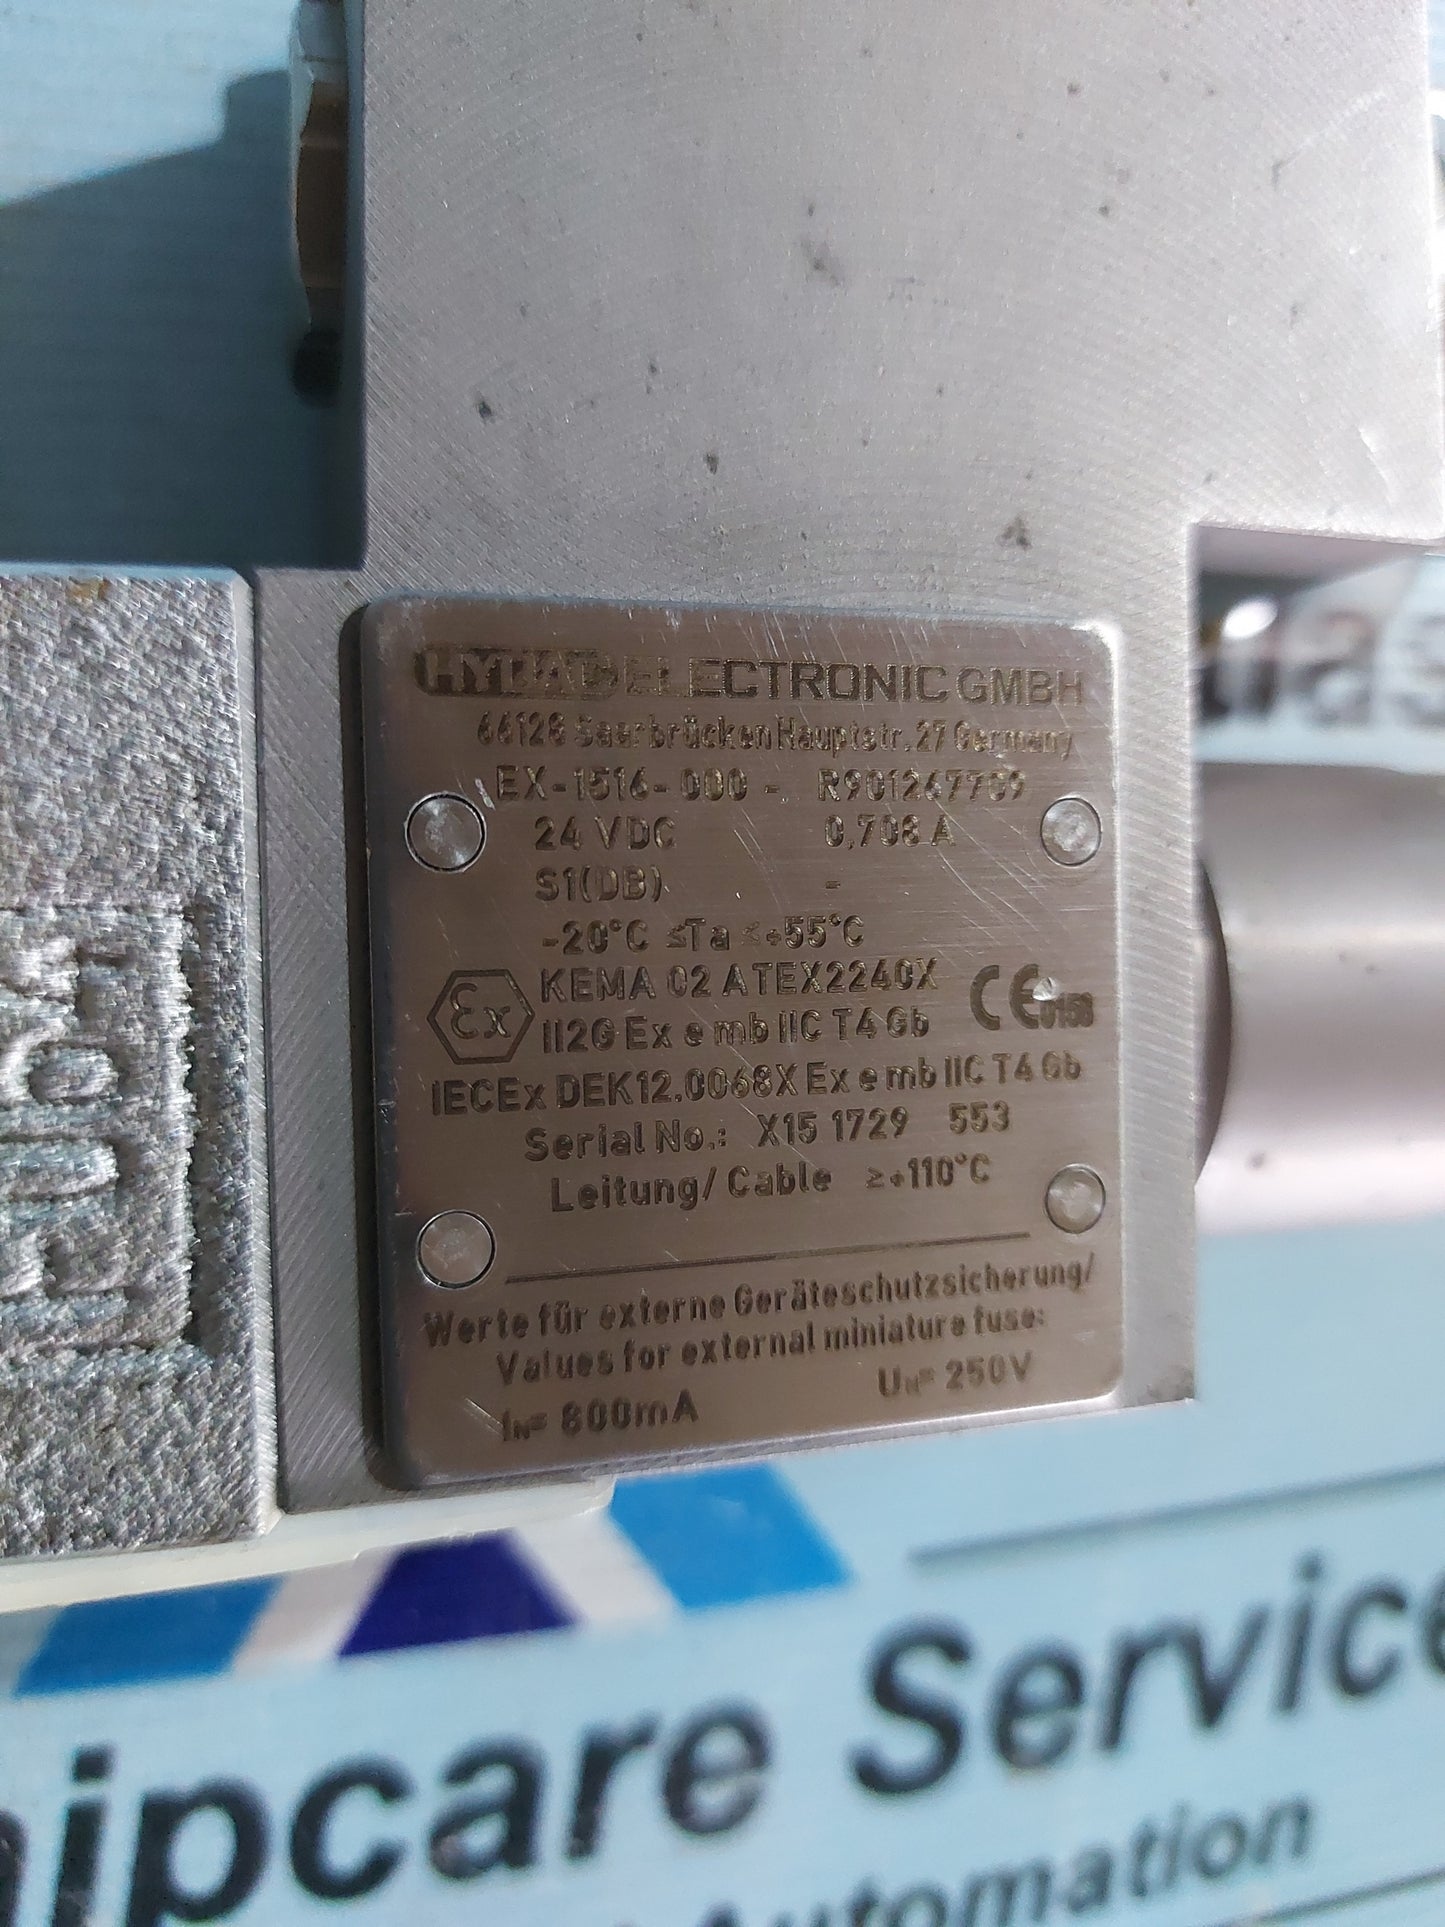 HYDAC ELECTRONIC GMBH
66128 Saarbrücken Hauptstr. 27 Germany
EX-1516-000 - R901267789
24 VDC 0,708 A
S1(DB) -
-20°C ≤Ta ≤+55°C
KEMA 02 ATEX2240X
Ex CE 0158
II2G Ex e mb IIC T4 Gb
IECEx DEK12.0068X Ex e mb IIC T4 Gb
Serial No.: X15 1729 553
Leitung/Cable ≥+110°C
Werte für externe Geräteschutzsicherung/
Values for external miniature fuse:
IN= 800mA UN= 250V
hipcare Service
Automation